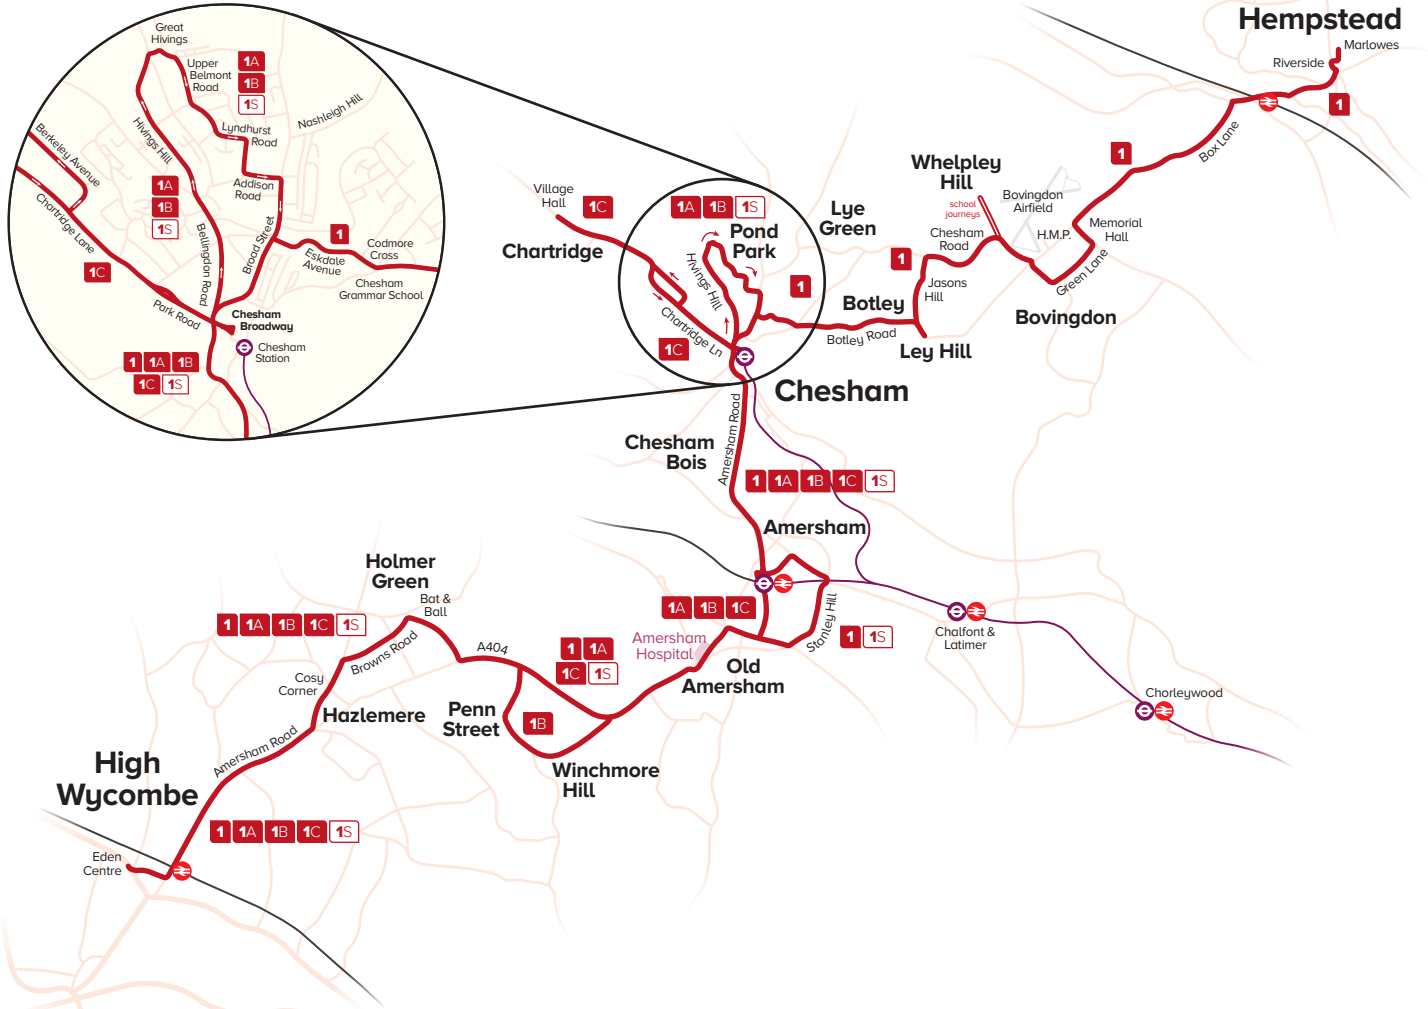 Great
Hivings
Upper
Belmont
Road
1A
1B
1S
Nashleigh Hill
Lyndhurst
Road
Berkeley Avenue
Hivings Hill
Addison
Road
1A
1B
1S
Chartridge Lane
Bellingdon Road
Broad Street
1
Eskdale
Avenue
Codmore
Cross
Chesham
Grammar School
1C
Park Road
Chesham
Broadway
Chesham
Station
1 1A 1B
1C 1S
Hempstead
Marlowes
Riverside
1
Box Lane
1
Whelpley
Hill
school
journeys
Bovingdon
Airfield
H.M.P.
Memorial
Hall
Green Lane
Bovingdon
Chesham
Road
Jasons
Hill
1
Lye
Green
Village
Hall
1C
Chartridge
1A 1B 1S
Pond
Park
Hivings Hill
1
Botley
Botley Road
Ley Hill
Chartridge Ln
1C
Chesham
Amersham Road
Chesham
Bois
1 1A 1B 1C 1S
Amersham
Holmer
Green
Bat &
Ball
1 1A 1B 1C 1S
1A 1B 1C
Stanley Hill
1 1S
Chalfont &
Latimer
Amersham
Hospital
Old
Amersham
A404
1 1A
1C 1S
Browns Road
Cosy
Corner
Hazlemere
Penn
Street
1B
Winchmore
Hill
Chorleywood
Amersham Road
High
Wycombe
1 1A 1B 1C 1S
Eden
Centre